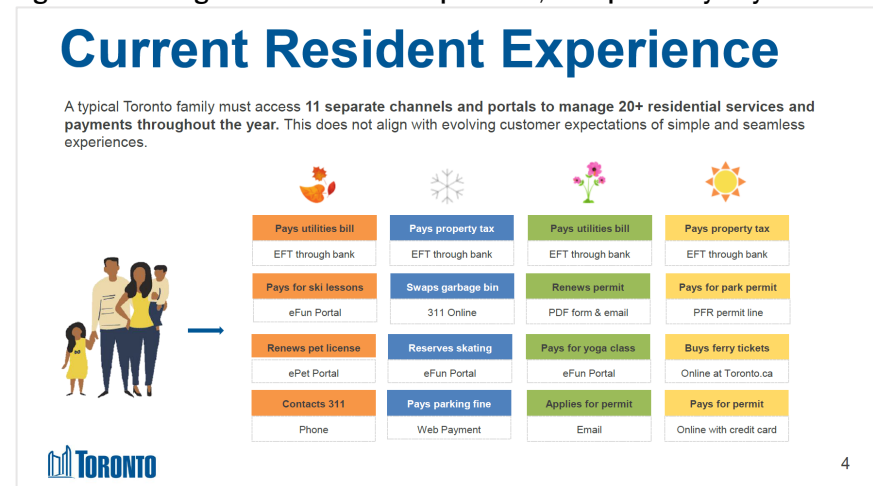 Current Resident Experience
A typical Toronto family must access 11 separate channels and portals to manage 20+ residential services and
payments throughout the year. This does not align with evolving customer expectations of simple and seamless
experiences.
Pays utilities bill
EFT through bank
Pays for ski lessons
eFun Portal
Renews pet license
ePet Portal
Contacts 311
Phone
Pays property tax
EFT through bank
Swaps garbage bin
311 Online
Reserves skating
eFun Portal
Pays parking fine
Web Payment
Pays utilities bill
EFT through bank
Renews permit
PDF form & email
Pays for yoga class
eFun Portal
Applies for permit
Email
Pays property tax
EFT through bank
Pays for park permit
PFR permit line
Buys ferry tickets
Online at Toronto.ca
Pays for permit
Online with credit card
TORONTO
4